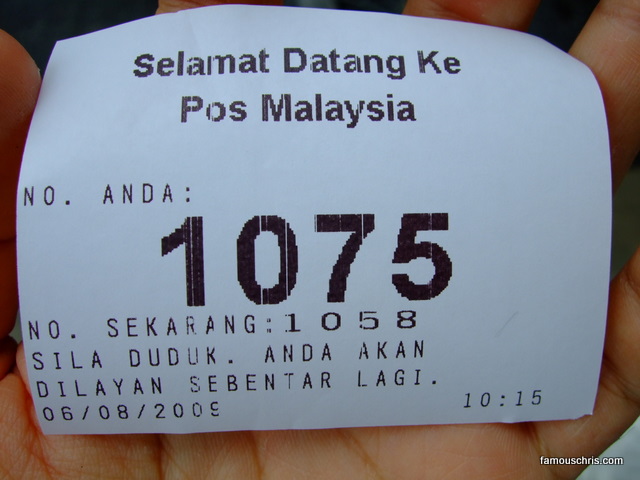 Selamat Datang Ke
Pos Malaysia
NO. ANDA:
1075
NO. SEKARANG:1058
SILA DUDUK. ANDA AKAN
DILAYAN SEBENTAR LAGI.
06/08/2009 10:15
famouschris.com